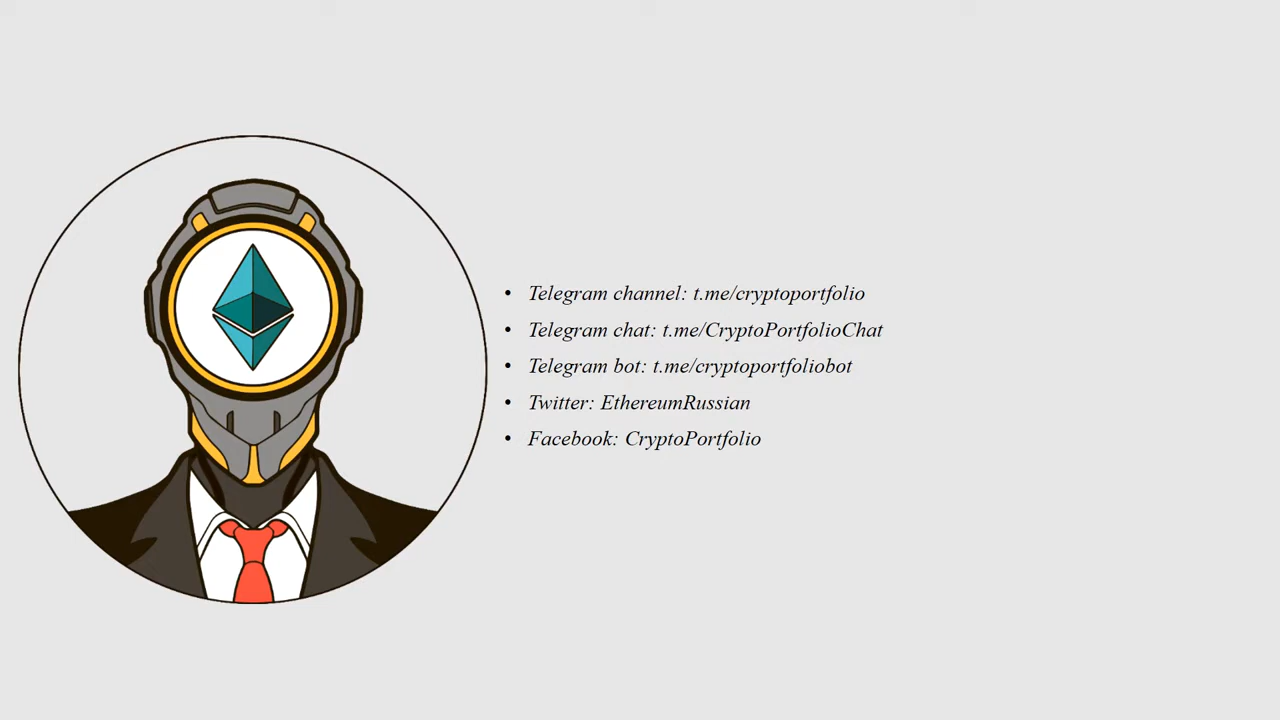 • Telegram channel: t.me/cryptoportfolio
• Telegram chat: t.me/CryptoPortfolioChat
• Telegram bot: t.me/cryptoportfoliobot
• Twitter: EthereumRussian
• Facebook: CryptoPortfolio